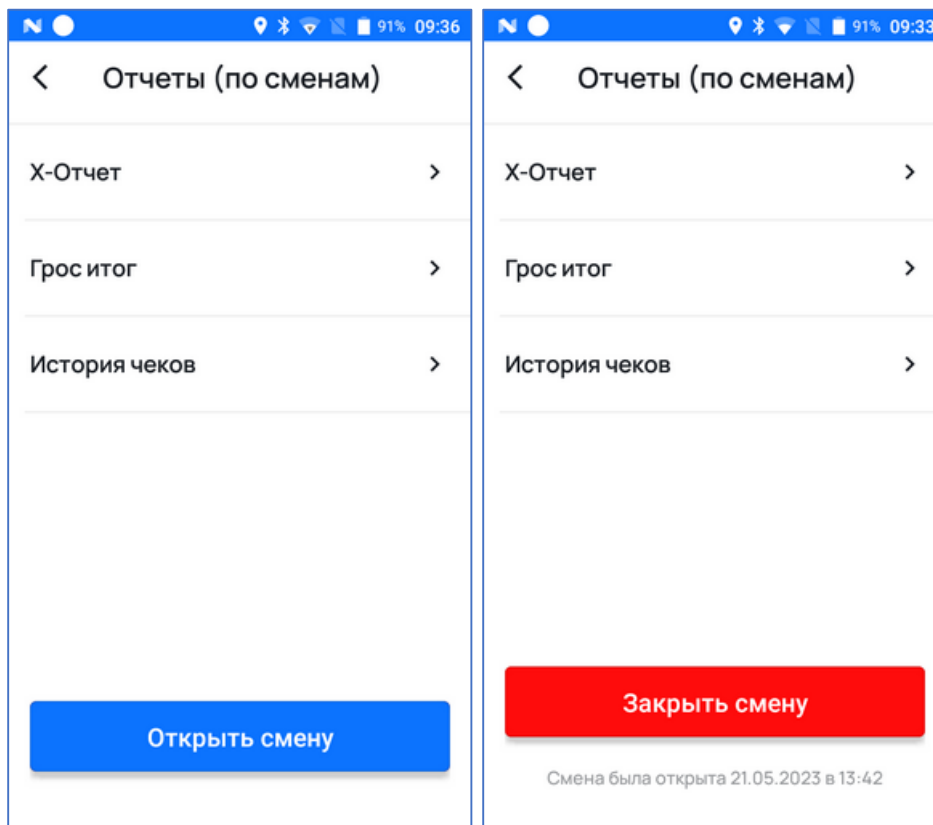 91% 09:36
Отчеты (по сменам)
X-Отчет
Грос итог
История чеков
Открыть смену
91% 09:33
Отчеты (по сменам)
X-Отчет
Грос итог
История чеков
Закрыть смену
Смена была открыта 21.05.2023 в 13:42